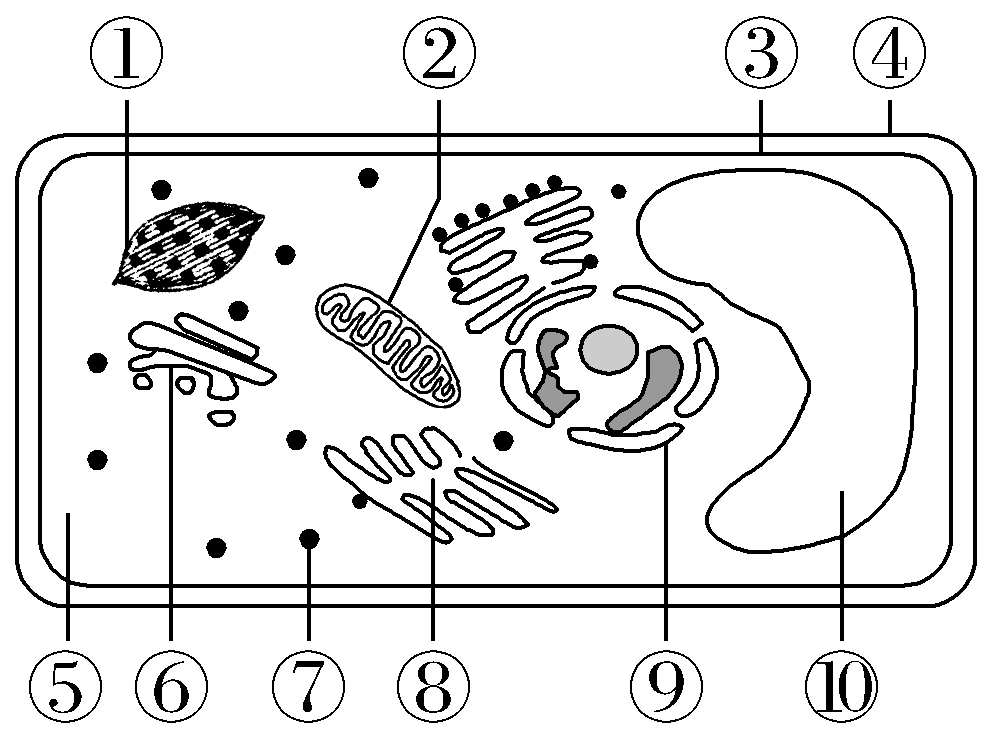 ① ② ③ ④
⑤ ⑥ ⑦ ⑧ ⑨ ⑩